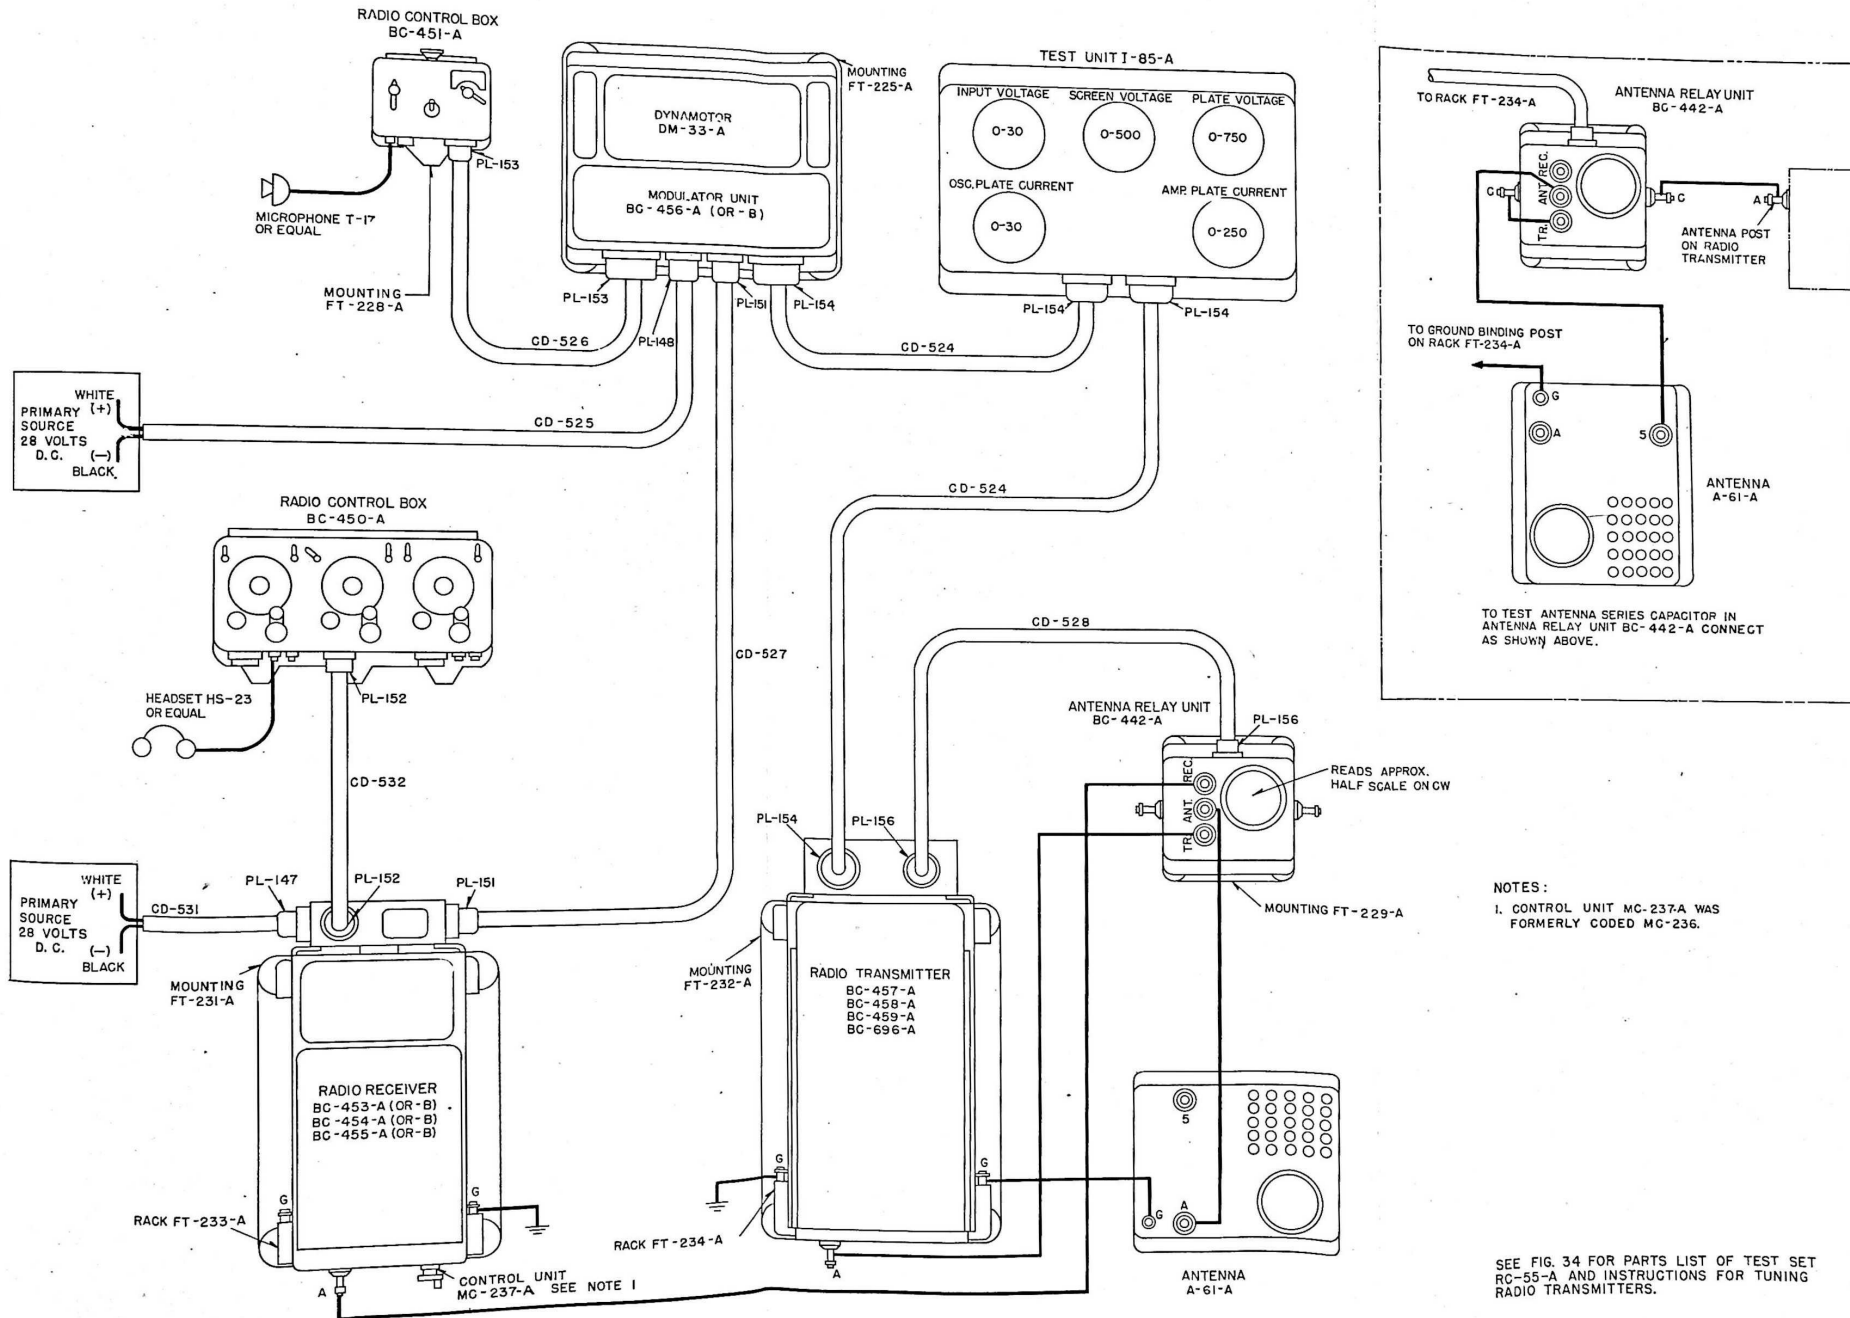 RADIO CONTROL BOX
BC-451-A
PL-153
MICROPHONE T-17
OR EQUAL
MOUNTING
FT-228-A
MOUNTING
FT-225-A
DYNAMOTOR
DM-33-A
MODULATOR UNIT
BC-456-A (OR-B)
PL-153
PL-148
PL-151
PL-154
TEST UNIT I-85-A
INPUT VOLTAGE
SCREEN VOLTAGE
PLATE VOLTAGE
0-30
0-500
0-750
OSC. PLATE CURRENT
AMP. PLATE CURRENT
0-30
0-250
PL-154
PL-154
CD-526
CD-524
WHITE
(+)
PRIMARY
SOURCE
28 VOLTS
D.C.
(—)
BLACK
CD-525
CD-524
RADIO CONTROL BOX
BC-450-A
PL-152
HEADSET HS-23
OR EQUAL
CD-532
CD-527
CD-528
ANTENNA RELAY UNIT
BC-442-A
PL-156
REC.
ANT.
TR.
READS APPROX.
HALF SCALE ON CW
MOUNTING FT-229-A
PL-154
PL-156
WHITE
(+)
PRIMARY
SOURCE
28 VOLTS
D.C.
(—)
BLACK
CD-531
PL-147
PL-152
PL-151
MOUNTING
FT-231-A
RADIO RECEIVER
BC-453-A (OR-B)
BC-454-A (OR-B)
BC-455-A (OR-B)
G
G
RACK FT-233-A
A
CONTROL UNIT
MC-237-A SEE NOTE 1
MOUNTING
FT-232-A
RADIO TRANSMITTER
BC-457-A
BC-458-A
BC-459-A
BC-696-A
G
G
RACK FT-234-A
A
5
G
A
ANTENNA
A-61-A
TO RACK FT-234-A
ANTENNA RELAY UNIT
BC-442-A
REC.
ANT.
TR.
C
C
A
ANTENNA POST
ON RADIO
TRANSMITTER
TO GROUND BINDING POST
ON RACK FT-234-A
G
A
5
ANTENNA
A-61-A
TO TEST ANTENNA SERIES CAPACITOR IN
ANTENNA RELAY UNIT BC-442-A CONNECT
AS SHOWN ABOVE.
NOTES:
1. CONTROL UNIT MC-237-A WAS
FORMERLY CODED MC-236.
SEE FIG. 34 FOR PARTS LIST OF TEST SET
RC-55-A AND INSTRUCTIONS FOR TUNING
RADIO TRANSMITTERS.